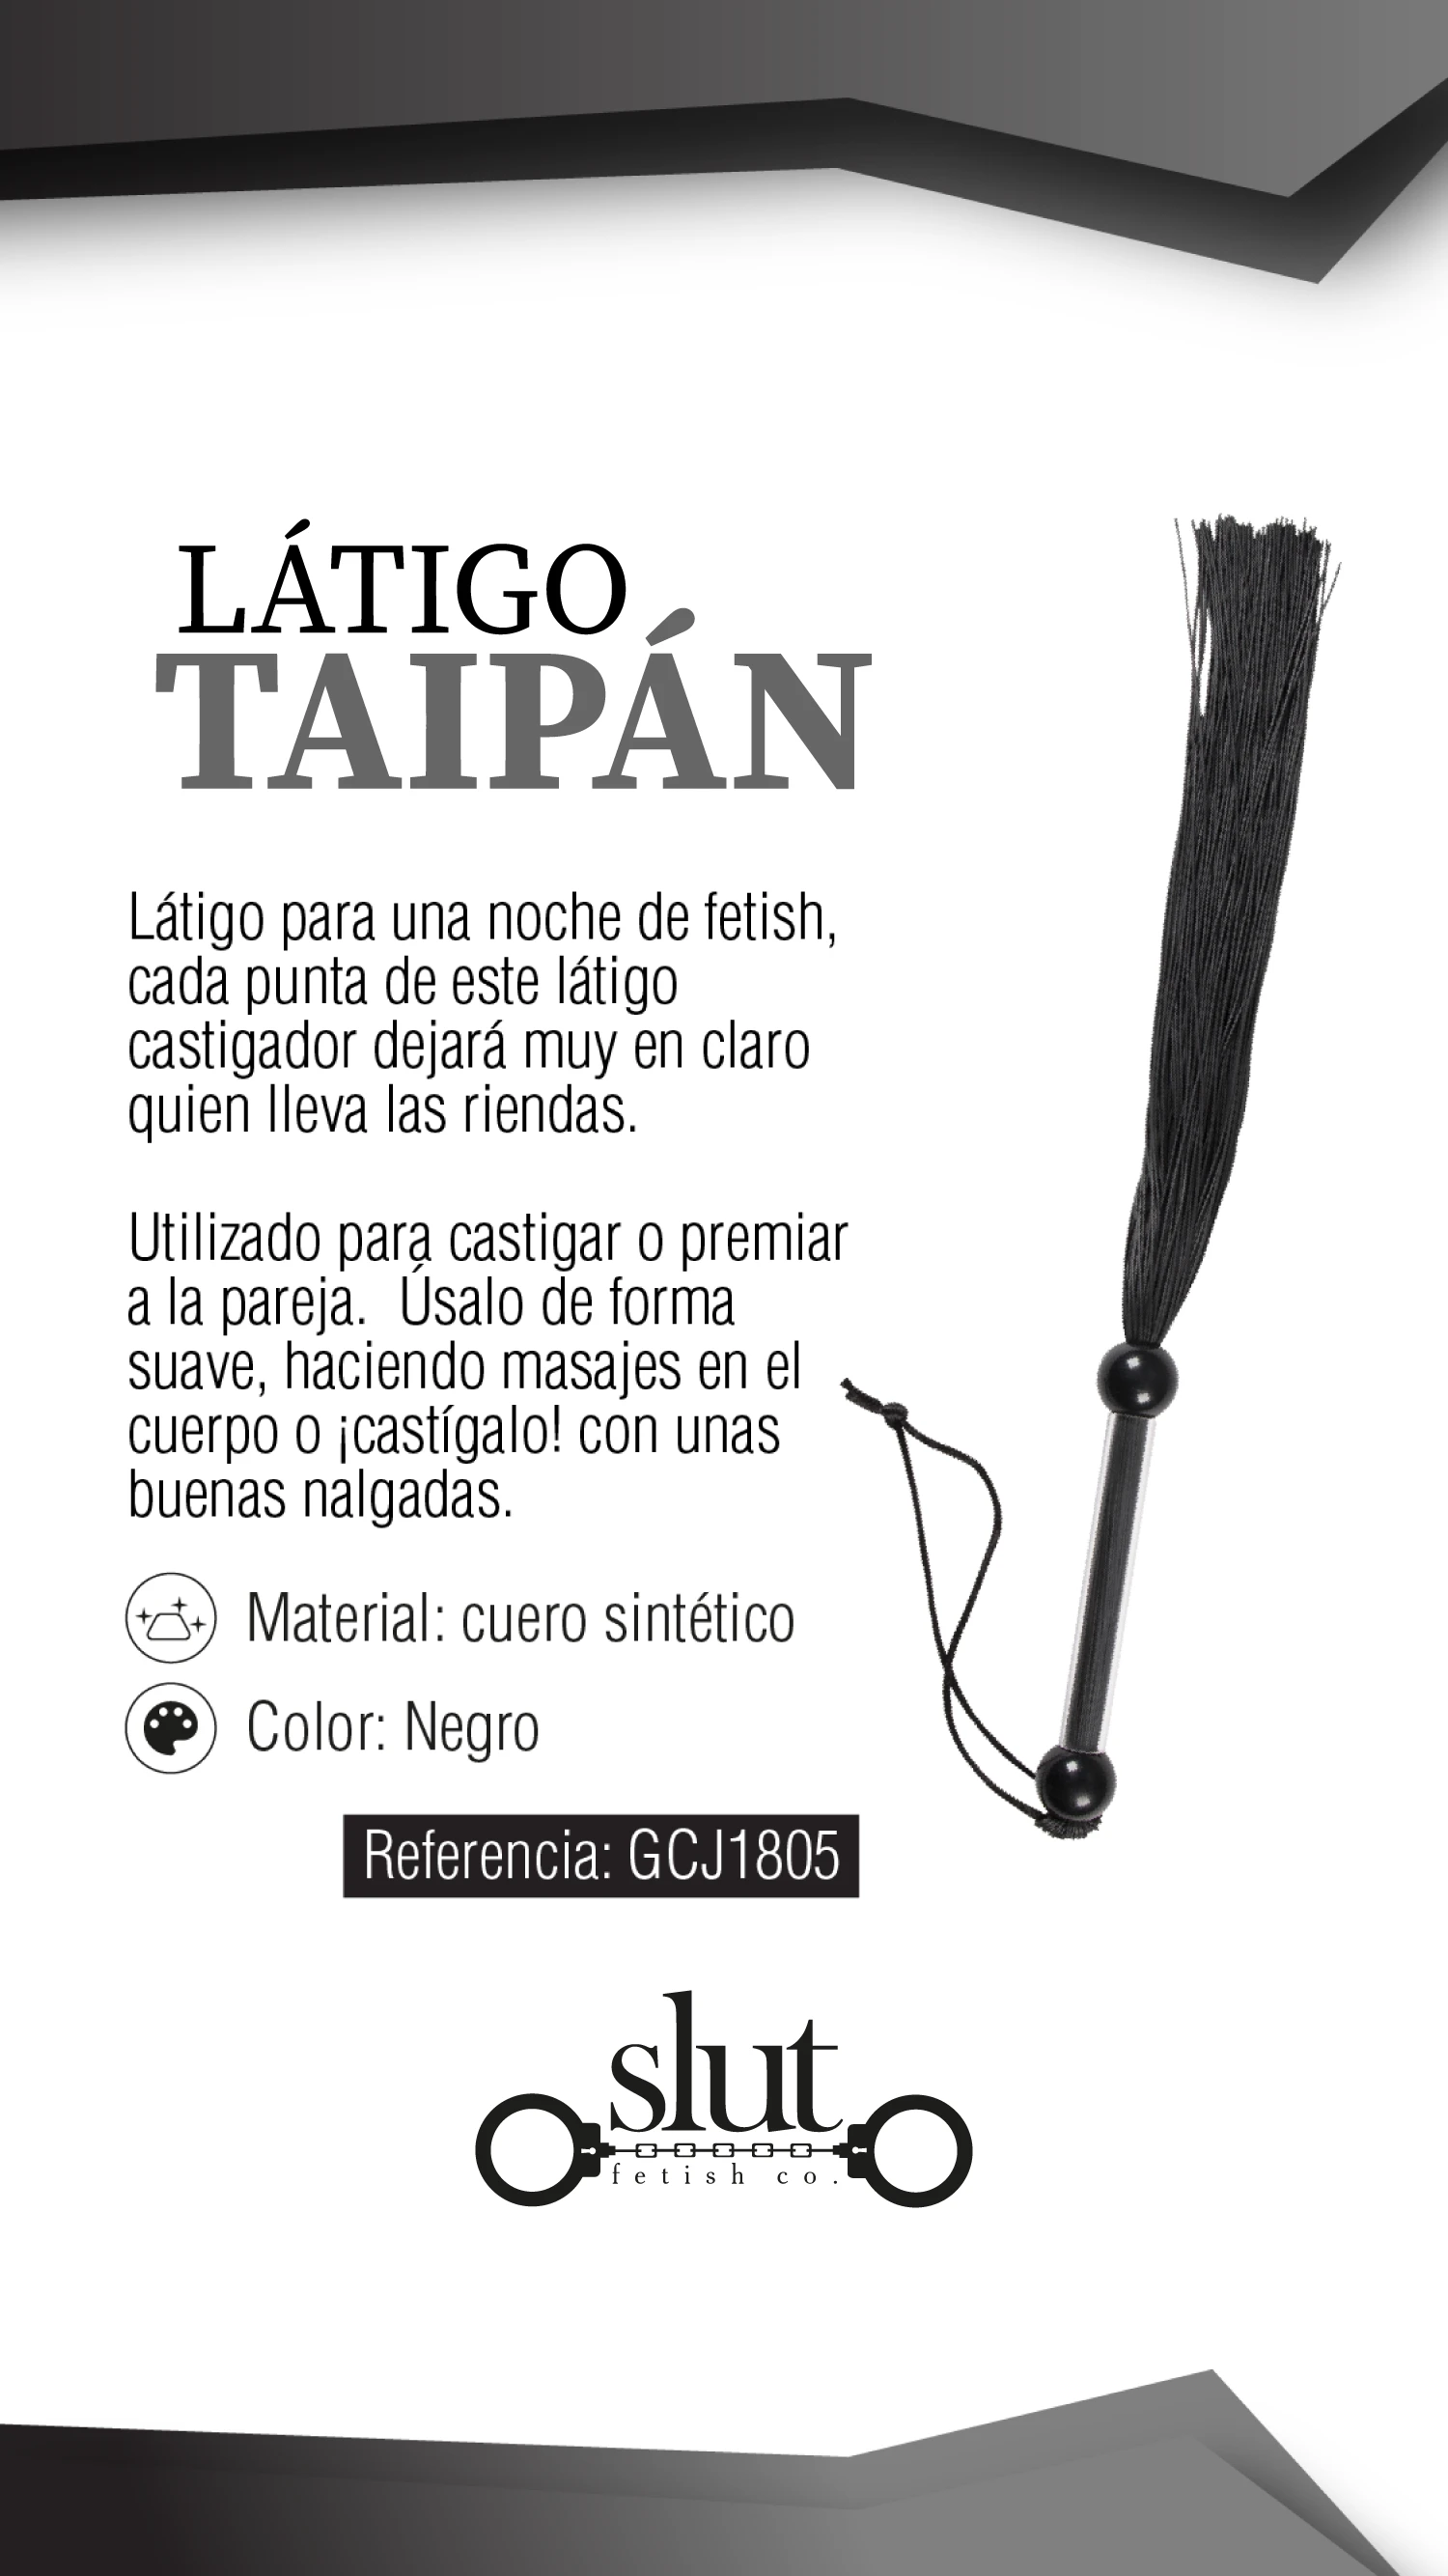 LÁTIGO
TAIPÁN
Látigo para una noche de fetish,
cada punta de este látigo
castigador dejará muy en claro
quien lleva las riendas.
Utilizado para castigar o premiar
a la pareja.  Úsalo de forma
suave, haciendo masajes en el
cuerpo o ¡castígalo! con unas
buenas nalgadas.
Material: cuero sintético
Color: Negro
Referencia: GCJ1805
slut
fetish co.